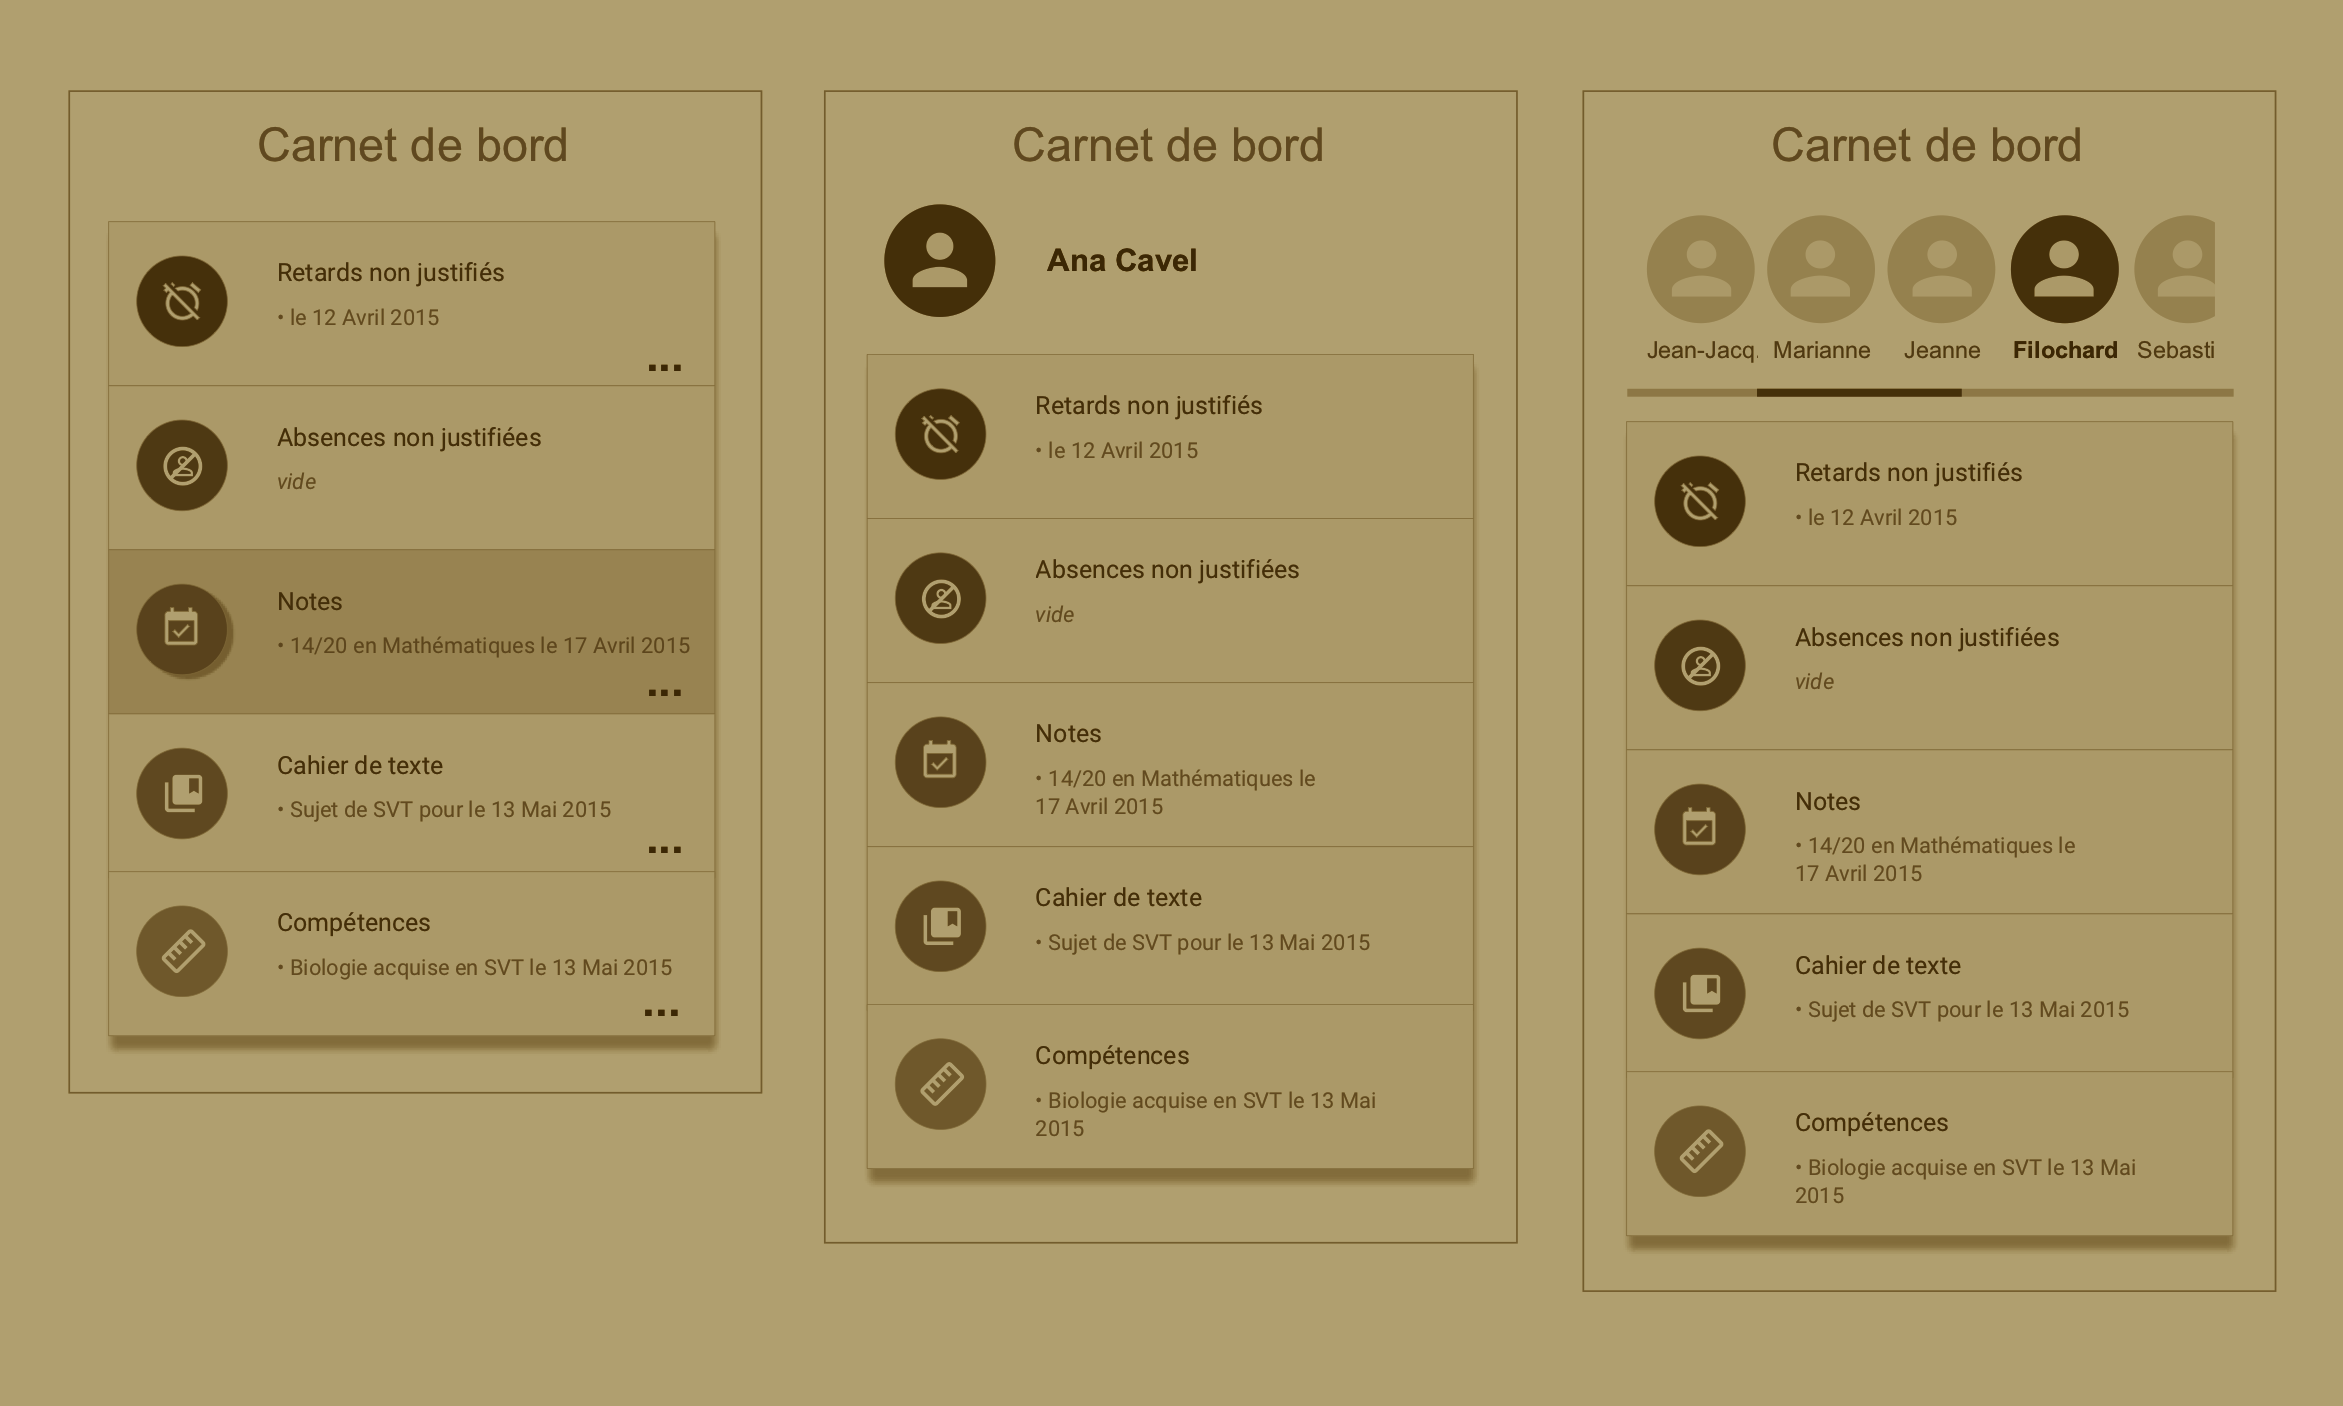 Carnet de bord
Retards non justifiés
• le 12 Avril 2015
...
Absences non justifiées
vide
Notes
• 14/20 en Mathématiques le 17 Avril 2015
...
Cahier de texte
• Sujet de SVT pour le 13 Mai 2015
...
Compétences
• Biologie acquise en SVT le 13 Mai 2015
...
Carnet de bord
Ana Cavel
Retards non justifiés
• le 12 Avril 2015
Absences non justifiées
vide
Notes
• 14/20 en Mathématiques le
17 Avril 2015
Cahier de texte
• Sujet de SVT pour le 13 Mai 2015
Compétences
• Biologie acquise en SVT le 13 Mai
2015
Carnet de bord
Jean-Jacq. Marianne Jeanne Filochard Sebasti
Retards non justifiés
• le 12 Avril 2015
Absences non justifiées
vide
Notes
• 14/20 en Mathématiques le
17 Avril 2015
Cahier de texte
• Sujet de SVT pour le 13 Mai 2015
Compétences
• Biologie acquise en SVT le 13 Mai
2015